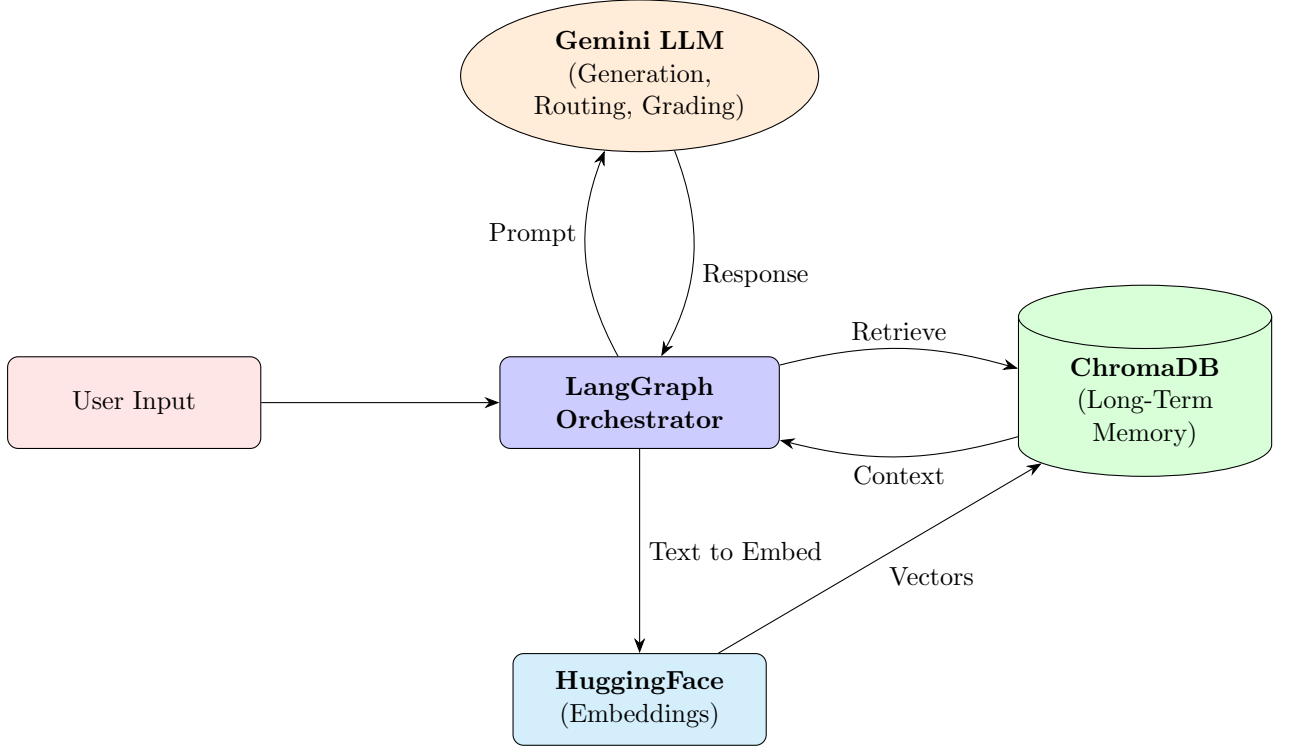 Gemini LLM
(Generation,
Routing, Grading)
Prompt
Response
Retrieve
User Input
LangGraph
Orchestrator
ChromaDB
(Long-Term
Memory)
Context
Text to Embed
Vectors
HuggingFace
(Embeddings)